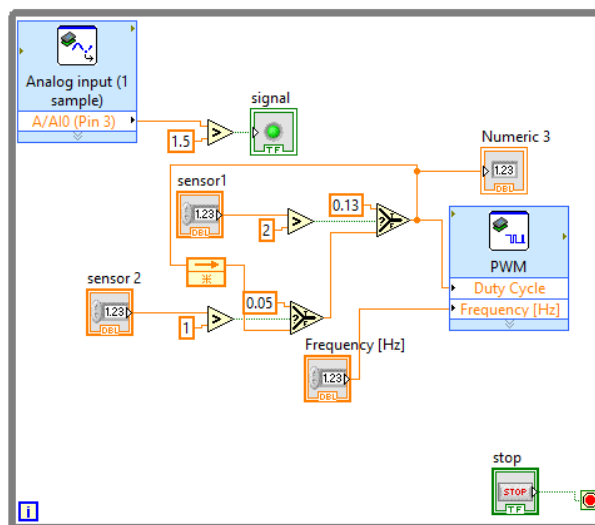 Analog input (1
sample)
A/AI0 (Pin 3)
signal
1.5
TF
Numeric 3
1.23
DBL
sensor1
1.23
DBL
2
0.13
PWM
Duty Cycle
Frequency [Hz]
sensor 2
1.23
DBL
1
0.05
Frequency [Hz]
1.23
DBL
stop
STOP
TF
i